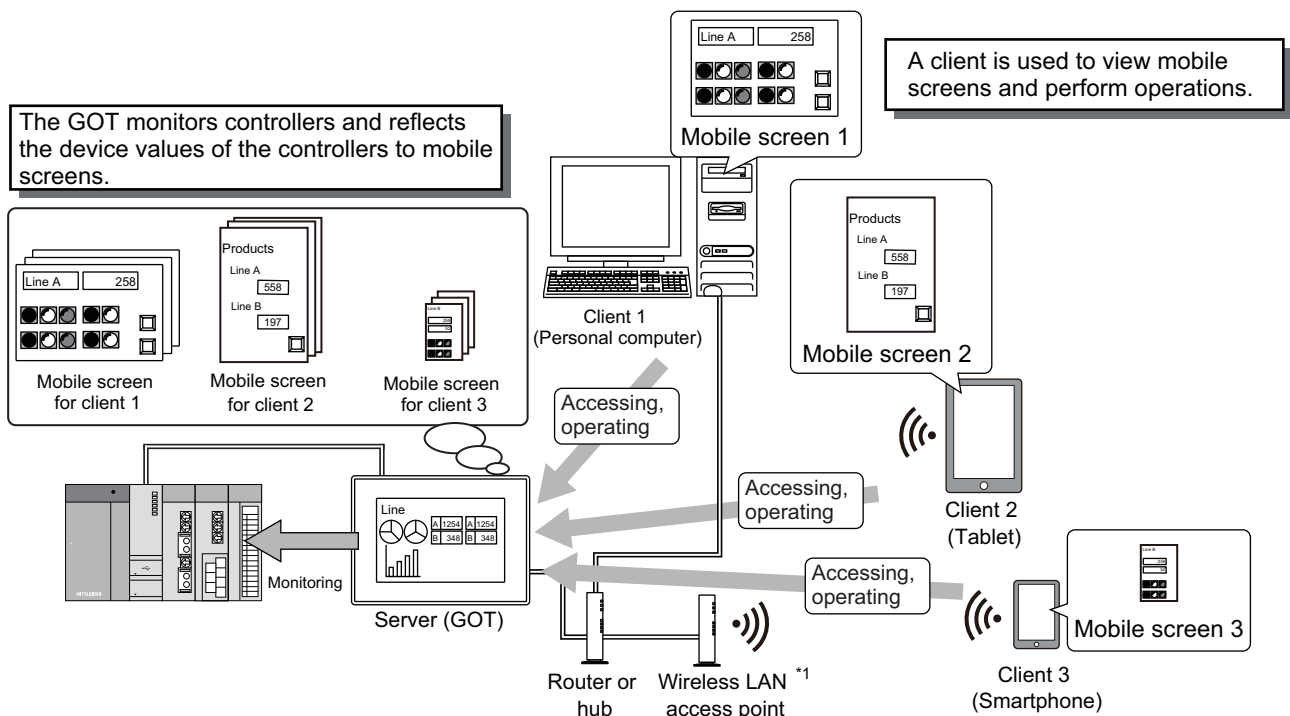 Line A 258
Mobile screen 1
A client is used to view mobile
screens and perform operations.
The GOT monitors controllers and reflects
the device values of the controllers to mobile
screens.
Line A 258
Mobile screen
for client 1
Products
Line A
558
Line B
197
Mobile screen
for client 2
Line B
258
Mobile screen
for client 3
Client 1
(Personal computer)
Products
Line A
558
Line B
197
Mobile screen 2
Accessing,
operating
Accessing,
operating
Accessing,
operating
Client 2
(Tablet)
MITSUBISHI
Monitoring
Line
A 1254 A 1254
B 348 B 348
Server (GOT)
Router or
hub
Wireless LAN *1
access point
Line B
258
Mobile screen 3
Client 3
(Smartphone)